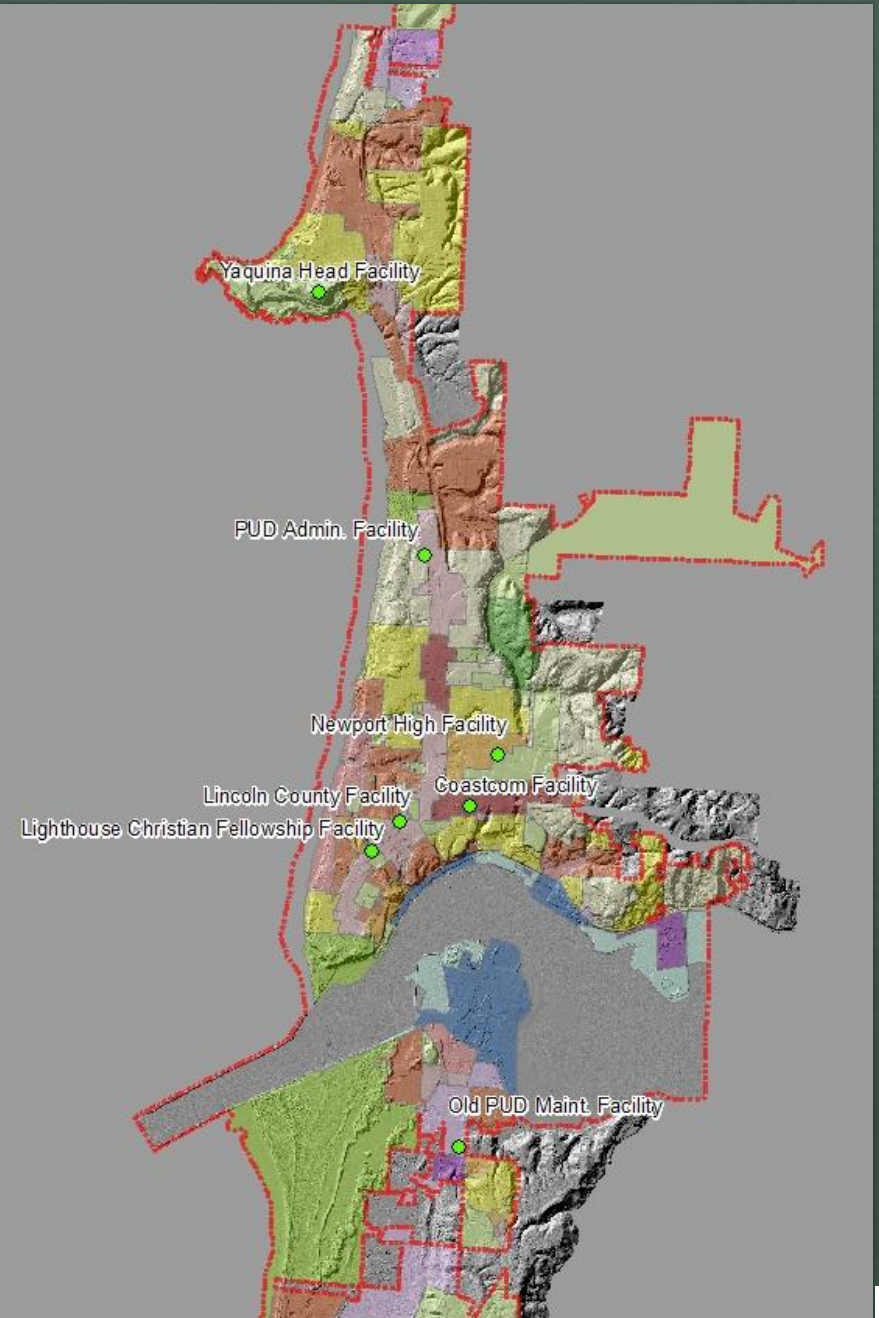 Yaquina Head Facility
PUD Admin. Facility
Newport High Facility
Coastcom Facility
Lincoln County Facility
Lighthouse Christian Fellowship Facility
Old PUD Maint. Facility